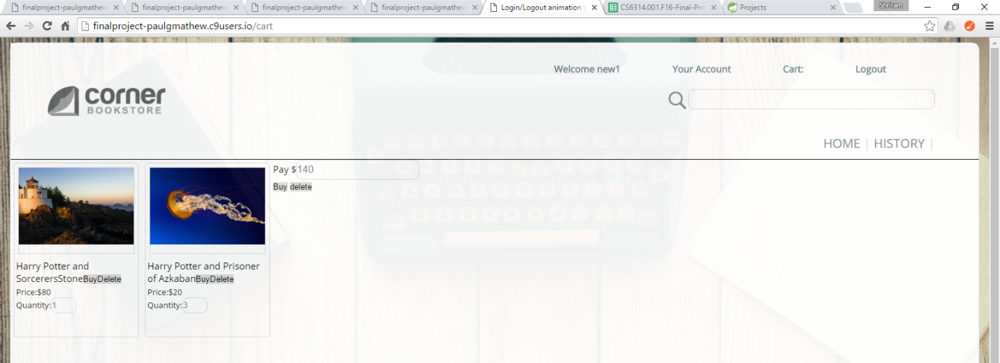 finalproject-paulgmathew
finalproject-paulgmathew
finalproject-paulgmathew
finalproject-paulgmathew
Login/Logout animation
CS6314.001.F16-Final-Pro
Projects
Shriram
finalproject-paulgmathew.c9users.io/cart
Welcome new1 Your Account Cart: Logout
corner
BOOKSTORE
HOME | HISTORY |
Pay $140
Buy delete
Harry Potter and
SorcerersStoneBuyDelete
Price:$80
Quantity:1
Harry Potter and Prisoner
of AzkabanBuyDelete
Price:$20
Quantity:3